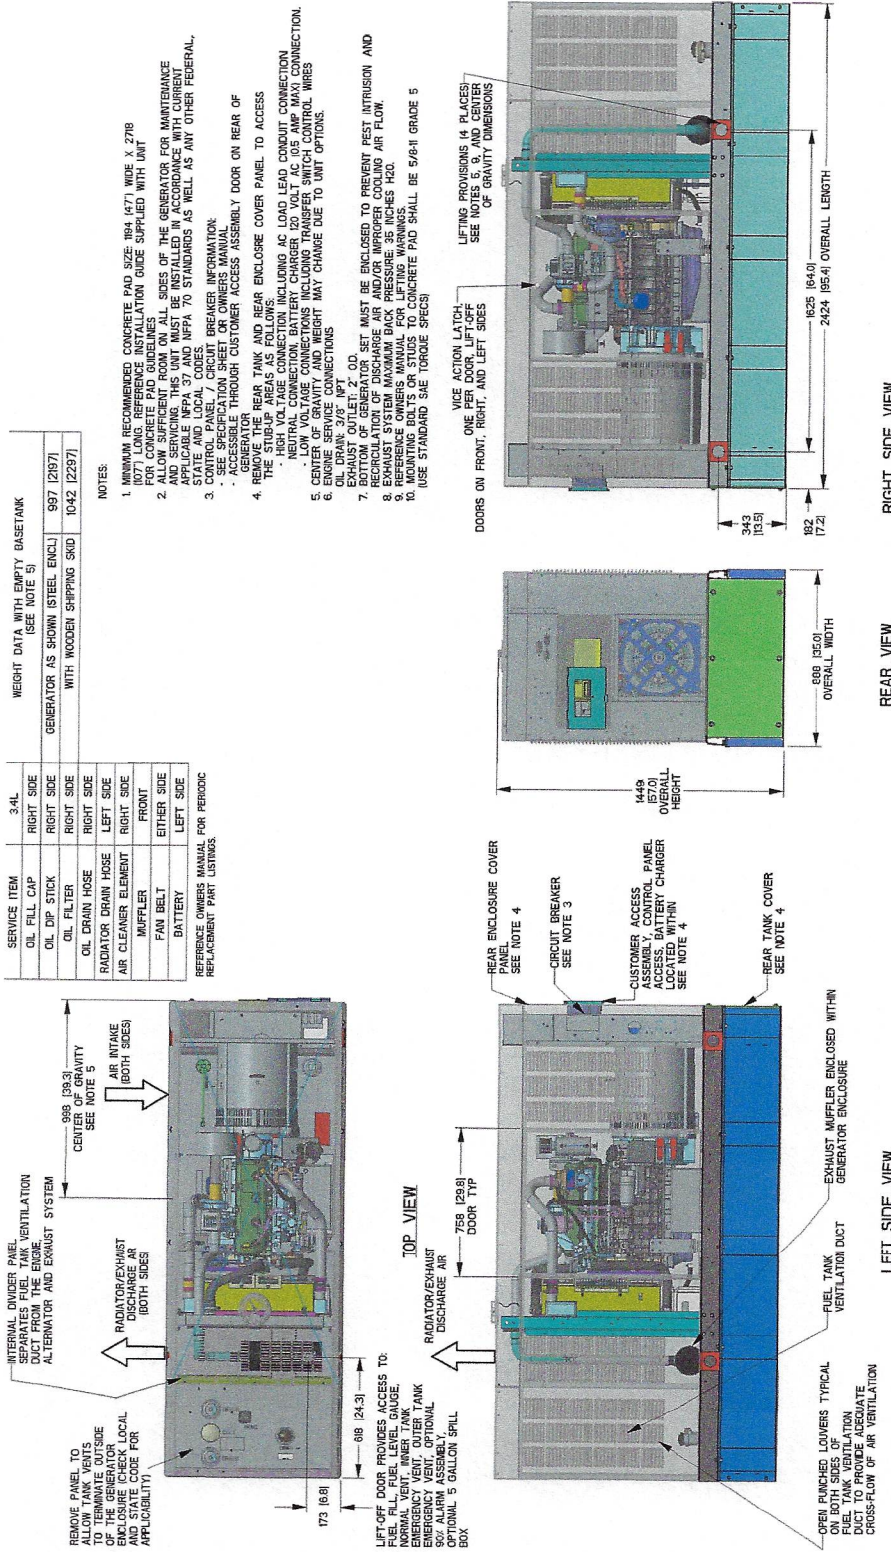 SERVICE ITEM 3.4L
OIL FILL CAP RIGHT SIDE
OIL DIP STICK RIGHT SIDE
OIL FILTER RIGHT SIDE
OIL DRAIN HOSE RIGHT SIDE
RADIATOR DRAIN HOSE LEFT SIDE
AIR CLEANER ELEMENT RIGHT SIDE
MUFFLER FRONT
FAN BELT EITHER SIDE
BATTERY LEFT SIDE
REFERENCE OWNERS MANUAL FOR PERIODIC
REPLACEMENT PART LISTINGS.
WEIGHT DATA WITH EMPTY BASETANK
(SEE NOTE 5)
GENERATOR AS SHOWN (STEEL ENCL) 997 [2197]
WITH WOODEN SHIPPING SKID 1042 [2297]
NOTES:
1. MINIMUM RECOMMENDED CONCRETE PAD SIZE: 1194 (47") WIDE X 2718
(107") LONG. REFERENCE INSTALLATION GUIDE SUPPLIED WITH UNIT
FOR CONCRETE PAD GUIDELINES
2. ALLOW SUFFICIENT ROOM ON ALL SIDES OF THE GENERATOR FOR MAINTENANCE
AND SERVICING. THIS UNIT MUST BE INSTALLED IN ACCORDANCE WITH CURRENT
APPLICABLE NFPA 37 AND NFPA 70 STANDARDS AS WELL AS ANY OTHER FEDERAL,
STATE AND LOCAL CODES.
3. CONTROL PANEL / CIRCUIT BREAKER INFORMATION:
- SEE SPECIFICATION SHEET OR OWNERS MANUAL
- ACCESSIBLE THROUGH CUSTOMER ACCESS ASSEMBLY DOOR ON REAR OF
GENERATOR
4. REMOVE THE REAR TANK AND REAR ENCLOSRE COVER PANEL TO ACCESS
THE STUB-UP AREAS AS FOLLOWS:
- HIGH VOLTAGE CONNECTION INCLUDING AC LOAD LEAD CONDUIT CONNECTION
NEUTRAL CONNECTION, BATTERY CHARGER 120 VOLT AC (0.5 AMP MAX) CONNECTION.
- LOW VOLTAGE CONNECTIONS INCLUDING TRANSFER SWITCH CONTROL WIRES
5. CENTER OF GRAVITY AND WEIGHT MAY CHANGE DUE TO UNIT OPTIONS.
6. ENGINE SERVICE CONNECTIONS
OIL DRAIN: 3/8" NPT
EXHAUST OUTLET: 2" O.D.
7. BOTTOM OF GENERATOR SET MUST BE ENCLOSED TO PREVENT PEST INTRUSION AND
RECIRCULATION OF DISCHARGE AIR AND/OR IMPROPER COOLING AIR FLOW.
8. EXHAUST SYSTEM MAXIMUM BACK PRESSURE: 35 INCHES H2O.
9. REFERENCE OWNERS MANUAL FOR LIFTING WARNINGS.
10. MOUNTING BOLTS OR STUDS TO CONCRETE PAD SHALL BE 5/8-11 GRADE 5
(USE STANDARD SAE TORQUE SPECS)
INTERNAL DIVIDER PANEL
SEPARATES FUEL TANK VENTILATION
DUCT FROM THE ENGINE,
ALTERNATOR AND EXHAUST SYSTEM
998 [39.3]
CENTER OF GRAVITY
SEE NOTE 5
AIR INTAKE
(BOTH SIDES)
RADIATOR/EXHAUST
DISCHARGE AIR
(BOTH SIDES)
REMOVE PANEL TO
ALLOW TANK VENTS
TO TERMINATE OUTSIDE
OF THE GENERATOR
ENCLOSURE (CHECK LOCAL
AND STATE CODE FOR
APPLICABILITY)
173 [6.8]
618 [24.3]
TOP VIEW
LIFT-OFF DOOR PROVIDES ACCESS TO:
FUEL FILL, FUEL LEVEL GAUGE,
NORMAL VENT, INNER TANK
EMERGENCY VENT, OUTER TANK
EMERGENCY VENT, OPTIONAL
90% ALARM ASSEMBLY,
OPTIONAL 5 GALLON SPILL
BOX
RADIATOR/EXHAUST
DISCHARGE AIR
758 [29.8]
DOOR TYP
REAR ENCLOSURE COVER
PANEL
SEE NOTE 4
CIRCUIT BREAKER
SEE NOTE 3
CUSTOMER ACCESS
ASSEMBLY, CONTROL PANEL
ACCESS, BATTERY CHARGER
LOCATED WITHIN
SEE NOTE 4
REAR TANK COVER
SEE NOTE 4
EXHAUST MUFFLER ENCLOSED WITHIN
GENERATOR ENCLOSURE
FUEL TANK
VENTILATION DUCT
OPEN PUNCHED LOUVERS TYPICAL
ON BOTH SIDES OF
FUEL TANK VENTILATION
DUCT TO PROVIDE ADEQUATE
CROSS-FLOW OF AIR VENTILATION
LEFT SIDE VIEW
1449
[57.0]
OVERALL
HEIGHT
888 [35.0]
OVERALL WIDTH
REAR VIEW
VICE ACTION LATCH,
ONE PER DOOR, LIFT-OFF
DOORS ON FRONT, RIGHT, AND LEFT SIDES
LIFTING PROVISIONS (4 PLACES)
SEE NOTES 5, 9, AND CENTER
OF GRAVITY DIMENSIONS
343
[13.5]
182
[7.2]
1625 [64.0]
2424 [95.4] OVERALL LENGTH
RIGHT SIDE VIEW